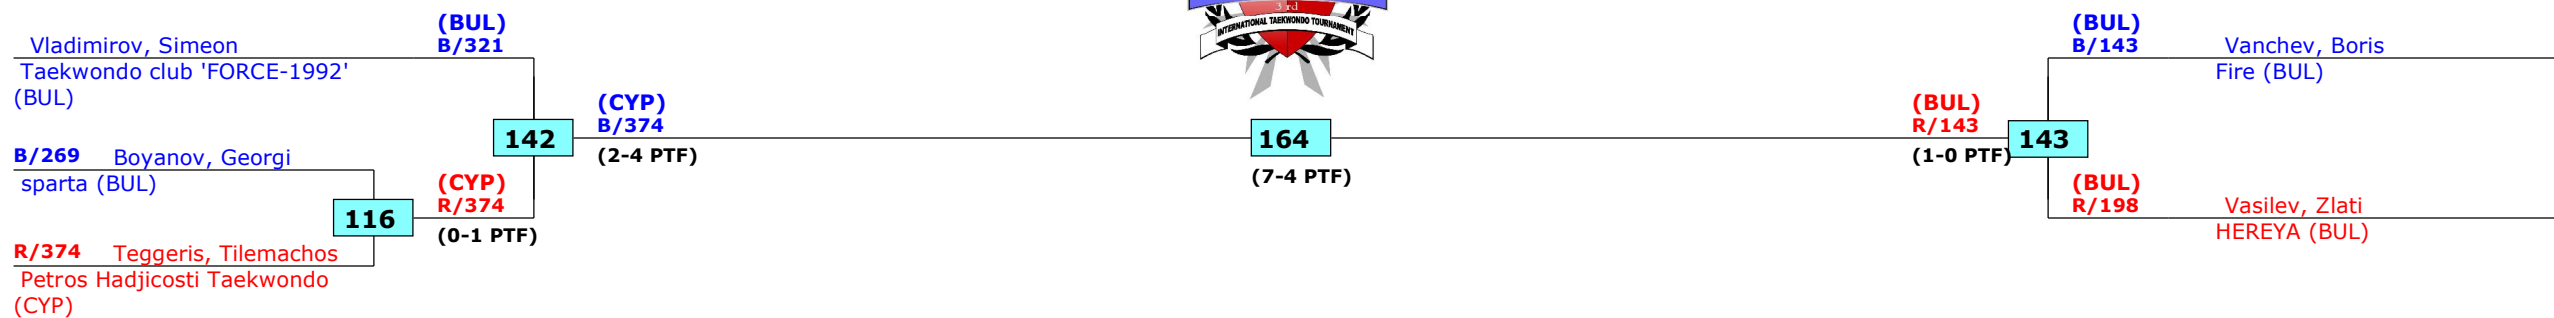 (BUL)
B/321
Vladimirov, Simeon
Taekwondo club 'FORCE-1992'
(BUL)
B/269 Boyanov, Georgi
sparta (BUL)
R/374 Teggeris, Tilemachos
Petros Hadjicosti Taekwondo
(CYP)
116
(CYP)
R/374
(0-1 PTF)
142
(CYP)
B/374
(2-4 PTF)
3rd
INTERNATIONAL TAEKWONDO TOURNAMENT
164
(7-4 PTF)
(BUL)
R/143
(1-0 PTF)
143
(BUL)
B/143 Vanchev, Boris
Fire (BUL)
(BUL)
R/198 Vasilev, Zlati
HEREYA (BUL)